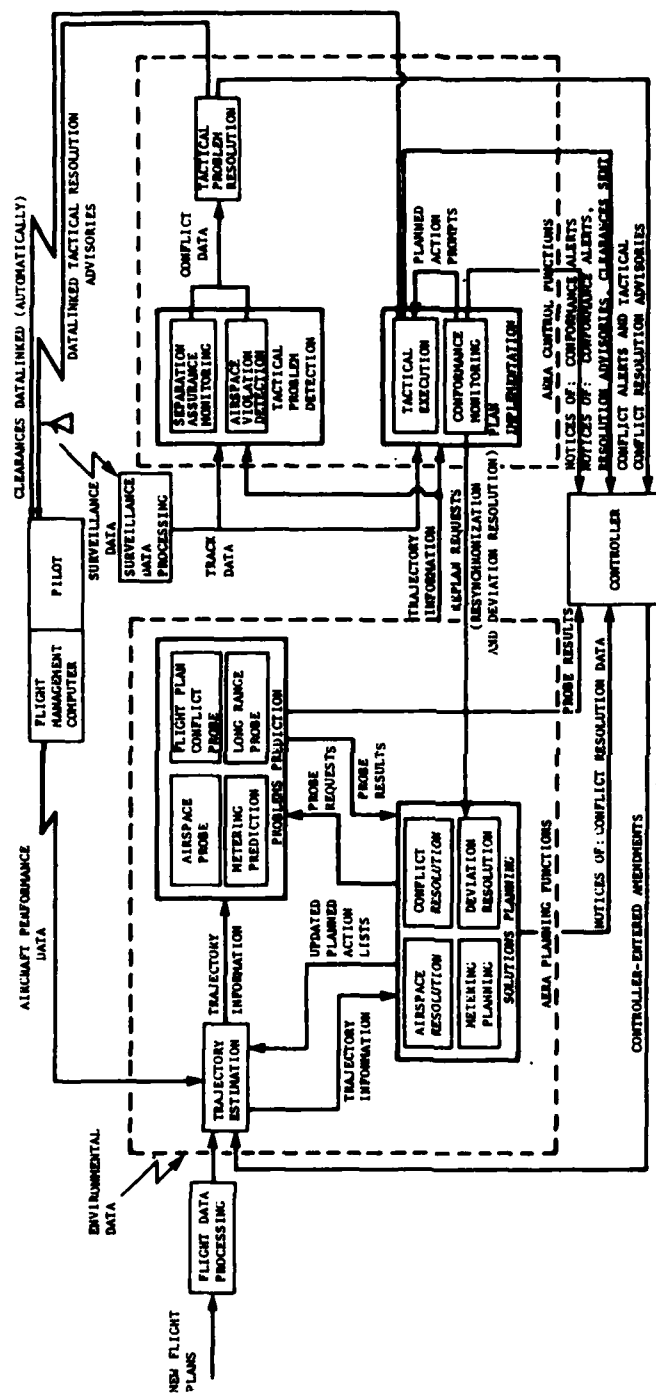 NEW FLIGHT
PLANS
FLIGHT DATA
PROCESSING
ENVIRONMENTAL
DATA
AIRCRAFT PERFORMANCE
DATA
FLIGHT
MANAGEMENT
COMPUTER
PILOT
CLEARANCES DATALINKED (AUTOMATICALLY)
DATALINKED TACTICAL RESOLUTION
ADVISORIES
SURVEILLANCE
DATA
SURVEILLANCE
DATA
PROCESSING
TRACK
DATA
TRAJECTORY
ESTIMATION
TRAJECTORY
INFORMATION
AIRSPACE
PROBE
FLIGHT PLAN
CONFLICT
PROBE
METERING
PREDICTION
LONG RANGE
PROBE
PROBLEMS PREDICTION
UPDATED
PLANNED
ACTION
LISTS
PROBE
REQUESTS
PROBE
RESULTS
TRAJECTORY
INFORMATION
AIRSPACE
RESOLUTION
CONFLICT
RESOLUTION
METERING
PLANNING
DEVIATION
RESOLUTION
SOLUTIONS PLANNING
AERA PLANNING FUNCTIONS
TRAJECTORY
INFORMATION
REPLAN REQUESTS
(RESYNCHRONIZATION
AND DEVIATION RESOLUTION)
SEPARATION
ASSURANCE
MONITORING
AIRSPACE
VIOLATION
DETECTION
TACTICAL
PROBLEM
DETECTION
CONFLICT
DATA
TACTICAL
PROBLEM
RESOLUTION
TACTICAL
EXECUTION
CONFORMANCE
MONITORING
PLAN
IMPLEMENTATION
PLANNED
ACTION
PROMPTS
AERA CONTROL FUNCTIONS
NOTICES OF: CONFORMANCE ALERTS
NOTICES OF: CONFORMANCE ALERTS,
RESOLUTION ADVISORIES, CLEARANCES SENT
CONFLICT ALERTS AND TACTICAL
CONFLICT RESOLUTION ADVISORIES
PROBE RESULTS
NOTICES OF: CONFLICT RESOLUTION DATA
CONTROLLER
CONTROLLER-ENTERED AMENDMENTS